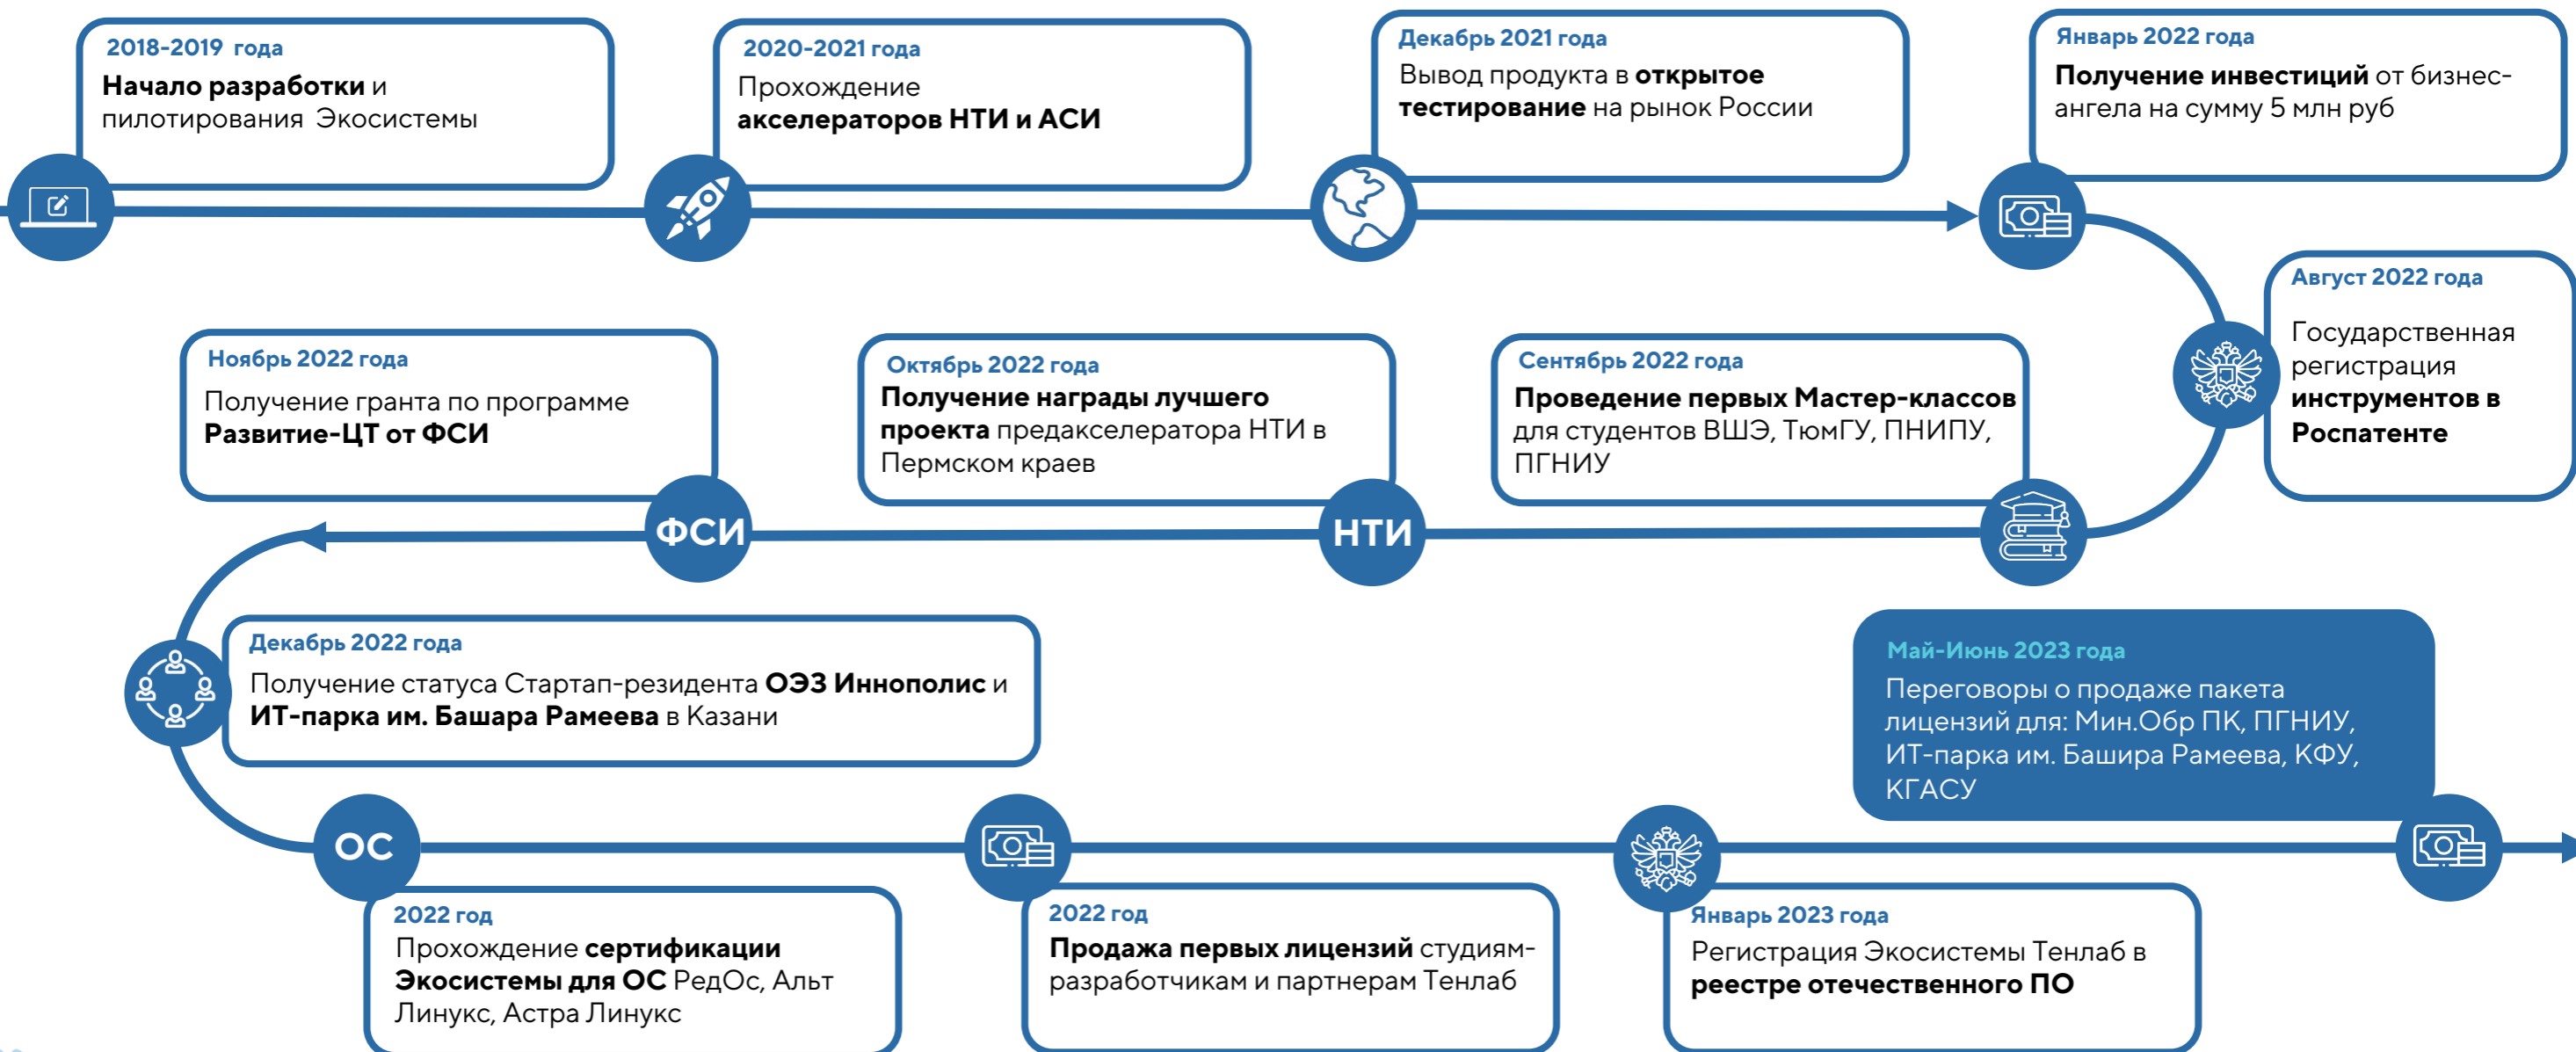 2018-2019 года
Начало разработки и
пилотирования Экосистемы
2020-2021 года
Прохождение
акселераторов НТИ и АСИ
Декабрь 2021 года
Вывод продукта в открытое
тестирование на рынок России
Январь 2022 года
Получение инвестиций от бизнес-
ангела на сумму 5 млн руб
Август 2022 года
Государственная
регистрация
инструментов в
Роспатенте
Сентябрь 2022 года
Проведение первых Мастер-классов
для студентов ВШЭ, ТюмГУ, ПНИПУ,
ПГНИУ
Октябрь 2022 года
Получение награды лучшего
проекта предакселератора НТИ в
Пермском краев
НТИ
Ноябрь 2022 года
Получение гранта по программе
Развитие-ЦТ от ФСИ
ФСИ
Декабрь 2022 года
Получение статуса Стартап-резидента ОЭЗ Иннополис и
ИТ-парка им. Башара Рамеева в Казани
ОС
2022 год
Прохождение сертификации
Экосистемы для ОС РедОс, Альт
Линукс, Астра Линукс
2022 год
Продажа первых лицензий студиям-
разработчикам и партнерам Тенлаб
Январь 2023 года
Регистрация Экосистемы Тенлаб в
реестре отечественного ПО
Май-Июнь 2023 года
Переговоры о продаже пакета
лицензий для: Мин.Обр ПК, ПГНИУ,
ИТ-парка им. Башира Рамеева, КФУ,
КГАСУ